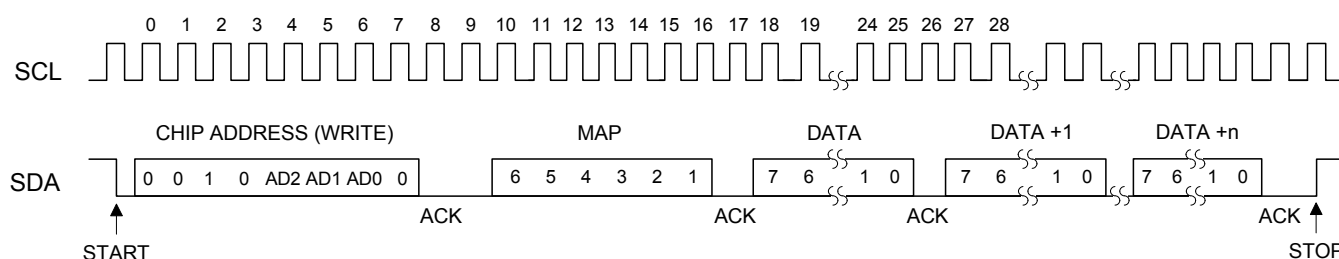 0 1 2 3 4 5 6 7 8 9 10 11 12 13 14 15 16 17 18 19 24 25 26 27 28
SCL
CHIP ADDRESS (WRITE) MAP DATA DATA +1 DATA +n
SDA 0 0 1 0 AD2 AD1 AD0 0 6 5 4 3 2 1 7 6 1 0 7 6 1 0 7 6 1 0
ACK ACK ACK ACK
START STOP